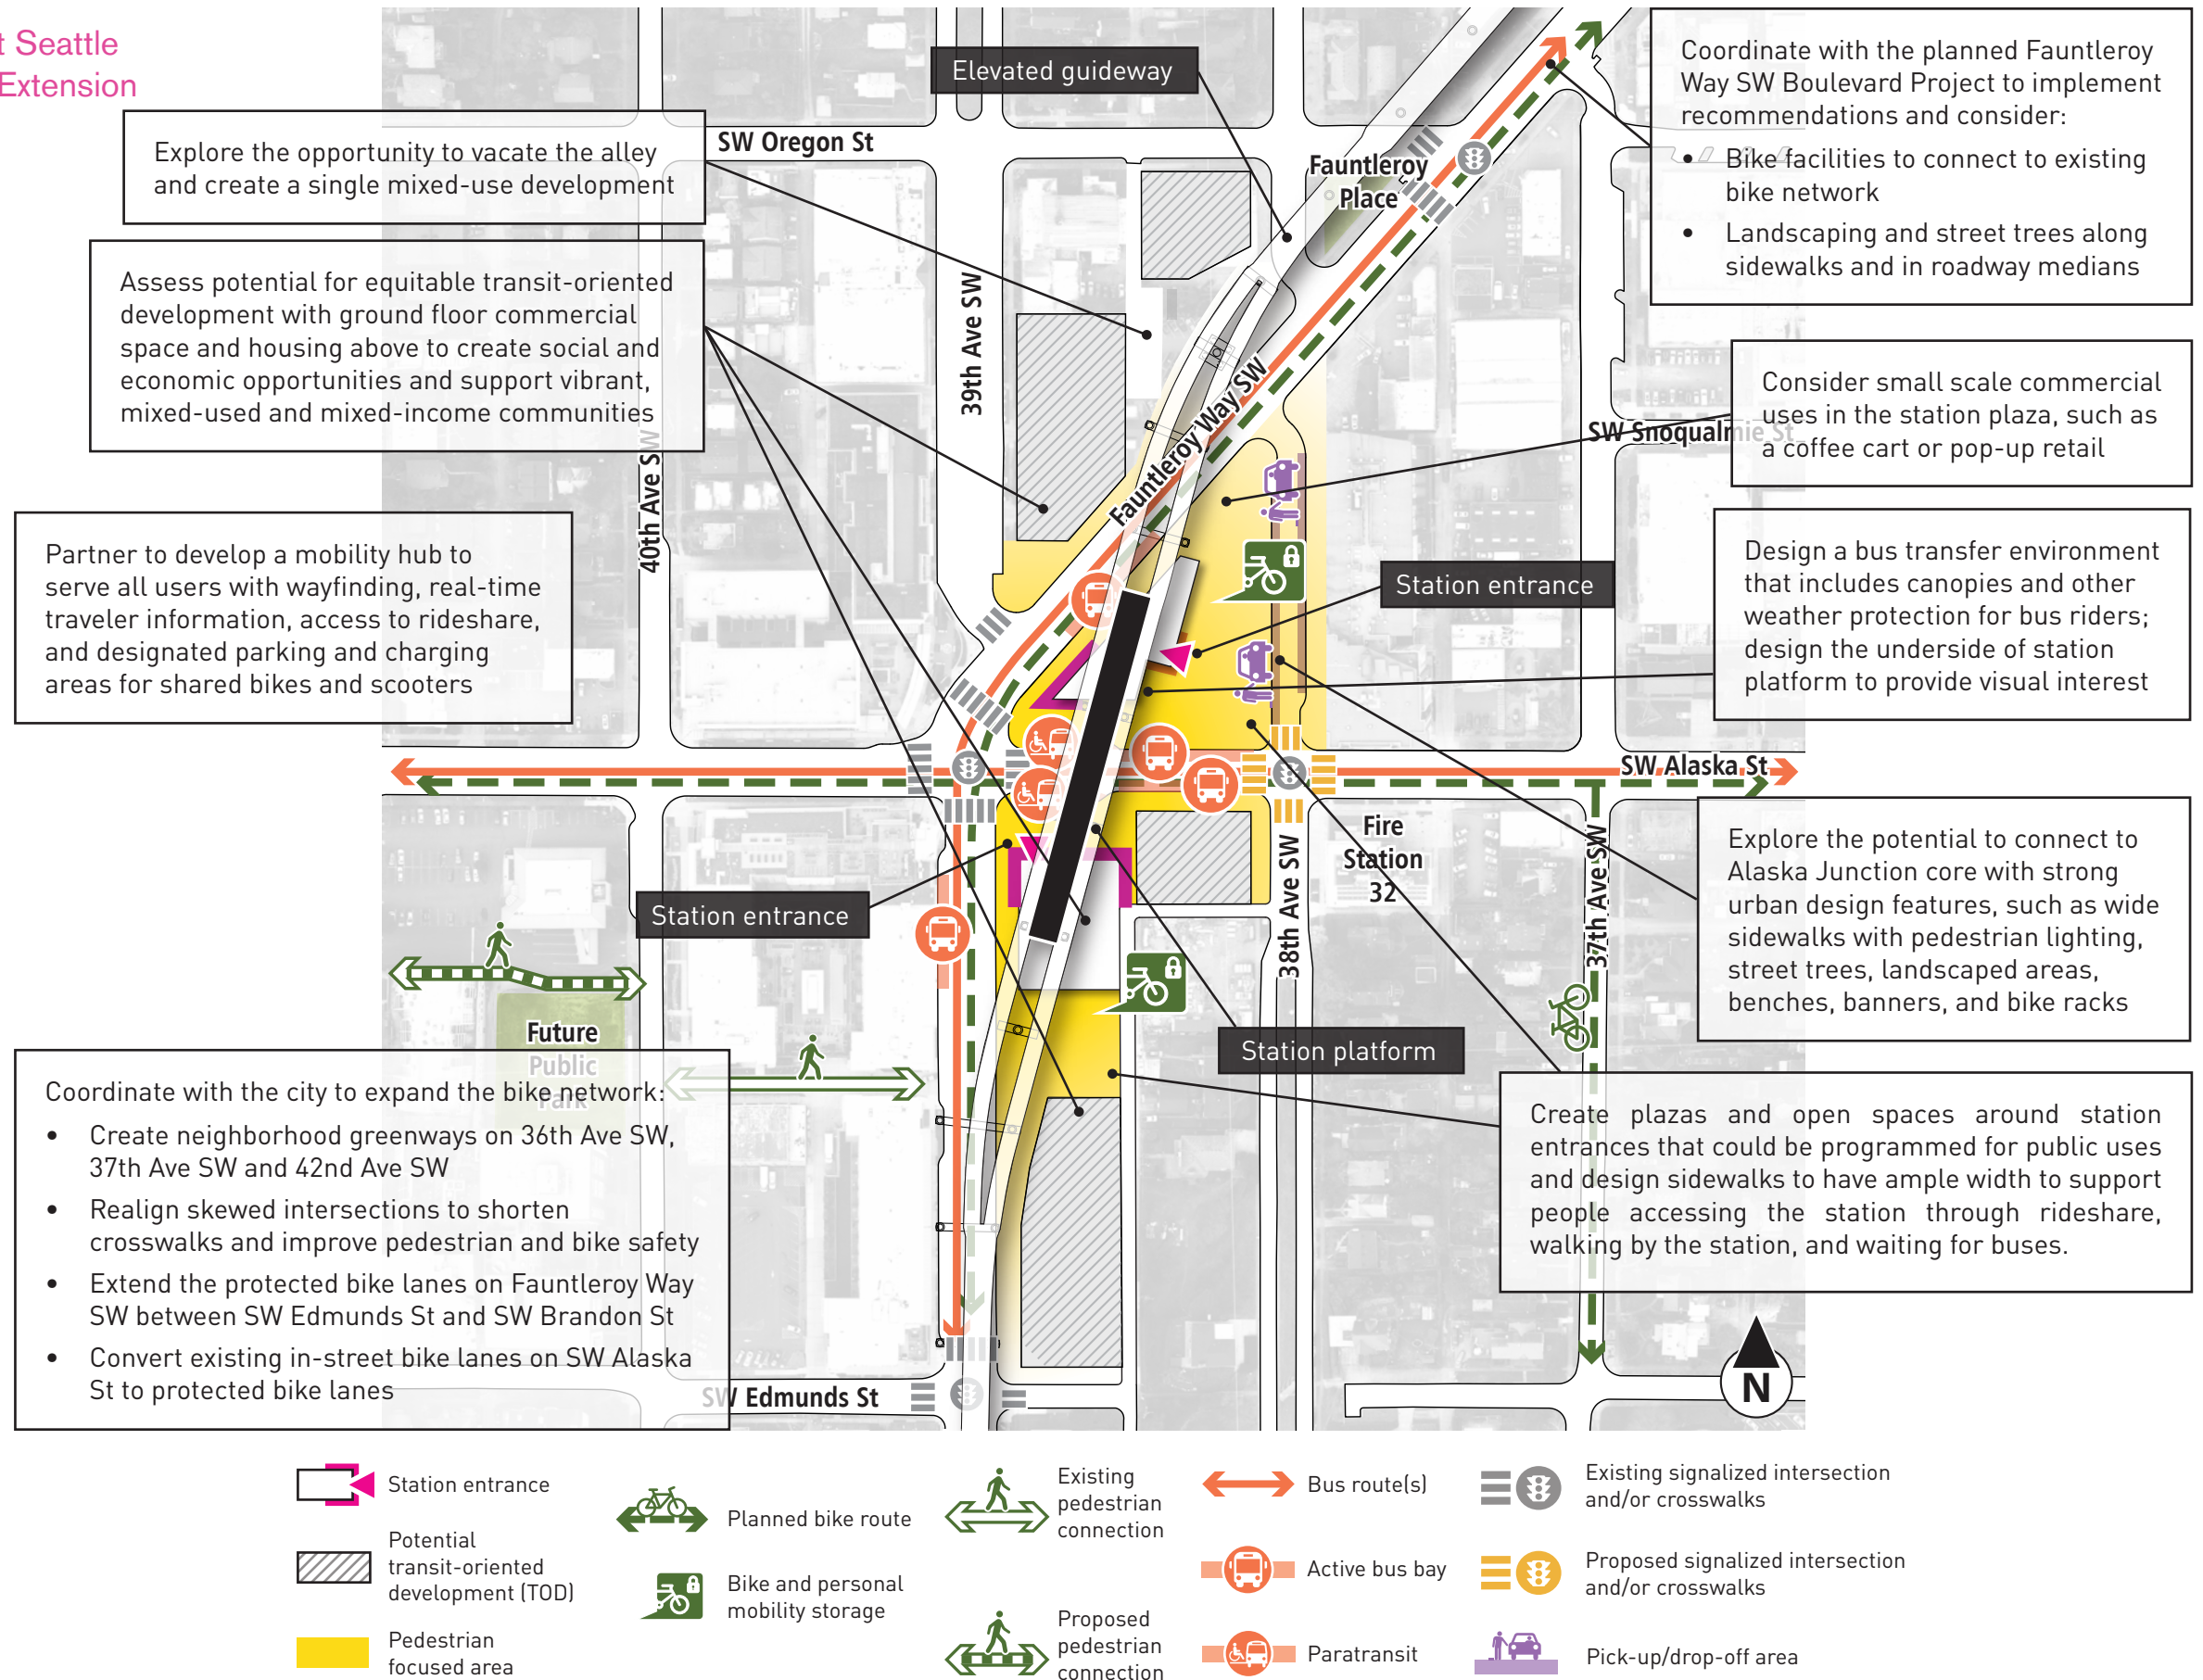 t Seattle
Extension
Elevated guideway
Coordinate with the planned Fauntleroy
Way SW Boulevard Project to implement
recommendations and consider:
• Bike facilities to connect to existing
bike network
• Landscaping and street trees along
sidewalks and in roadway medians
Explore the opportunity to vacate the alley
and create a single mixed-use development
SW Oregon St
Fauntleroy
Place
Assess potential for equitable transit-oriented
development with ground floor commercial
space and housing above to create social and
economic opportunities and support vibrant,
mixed-used and mixed-income communities
39th Ave SW
Fauntleroy Way SW
Consider small scale commercial
uses in the station plaza, such as
a coffee cart or pop-up retail
SW Snoqualmie St
40th Ave SW
Partner to develop a mobility hub to
serve all users with wayfinding, real-time
traveler information, access to rideshare,
and designated parking and charging
areas for shared bikes and scooters
Station entrance
Design a bus transfer environment
that includes canopies and other
weather protection for bus riders;
design the underside of station
platform to provide visual interest
SW Alaska St
Fire
Station
32
38th Ave SW
37th Ave SW
Explore the potential to connect to
Alaska Junction core with strong
urban design features, such as wide
sidewalks with pedestrian lighting,
street trees, landscaped areas,
benches, banners, and bike racks
Station entrance
Station platform
Future
Public
Park
Coordinate with the city to expand the bike network:
• Create neighborhood greenways on 36th Ave SW,
37th Ave SW and 42nd Ave SW
• Realign skewed intersections to shorten
crosswalks and improve pedestrian and bike safety
• Extend the protected bike lanes on Fauntleroy Way
SW between SW Edmunds St and SW Brandon St
• Convert existing in-street bike lanes on SW Alaska
St to protected bike lanes
Create plazas and open spaces around station
entrances that could be programmed for public uses
and design sidewalks to have ample width to support
people accessing the station through rideshare,
walking by the station, and waiting for buses.
SW Edmunds St
N
Station entrance
Potential
transit-oriented
development (TOD)
Pedestrian
focused area
Planned bike route
Bike and personal
mobility storage
Existing
pedestrian
connection
Proposed
pedestrian
connection
Bus route(s)
Active bus bay
Paratransit
Existing signalized intersection
and/or crosswalks
Proposed signalized intersection
and/or crosswalks
Pick-up/drop-off area